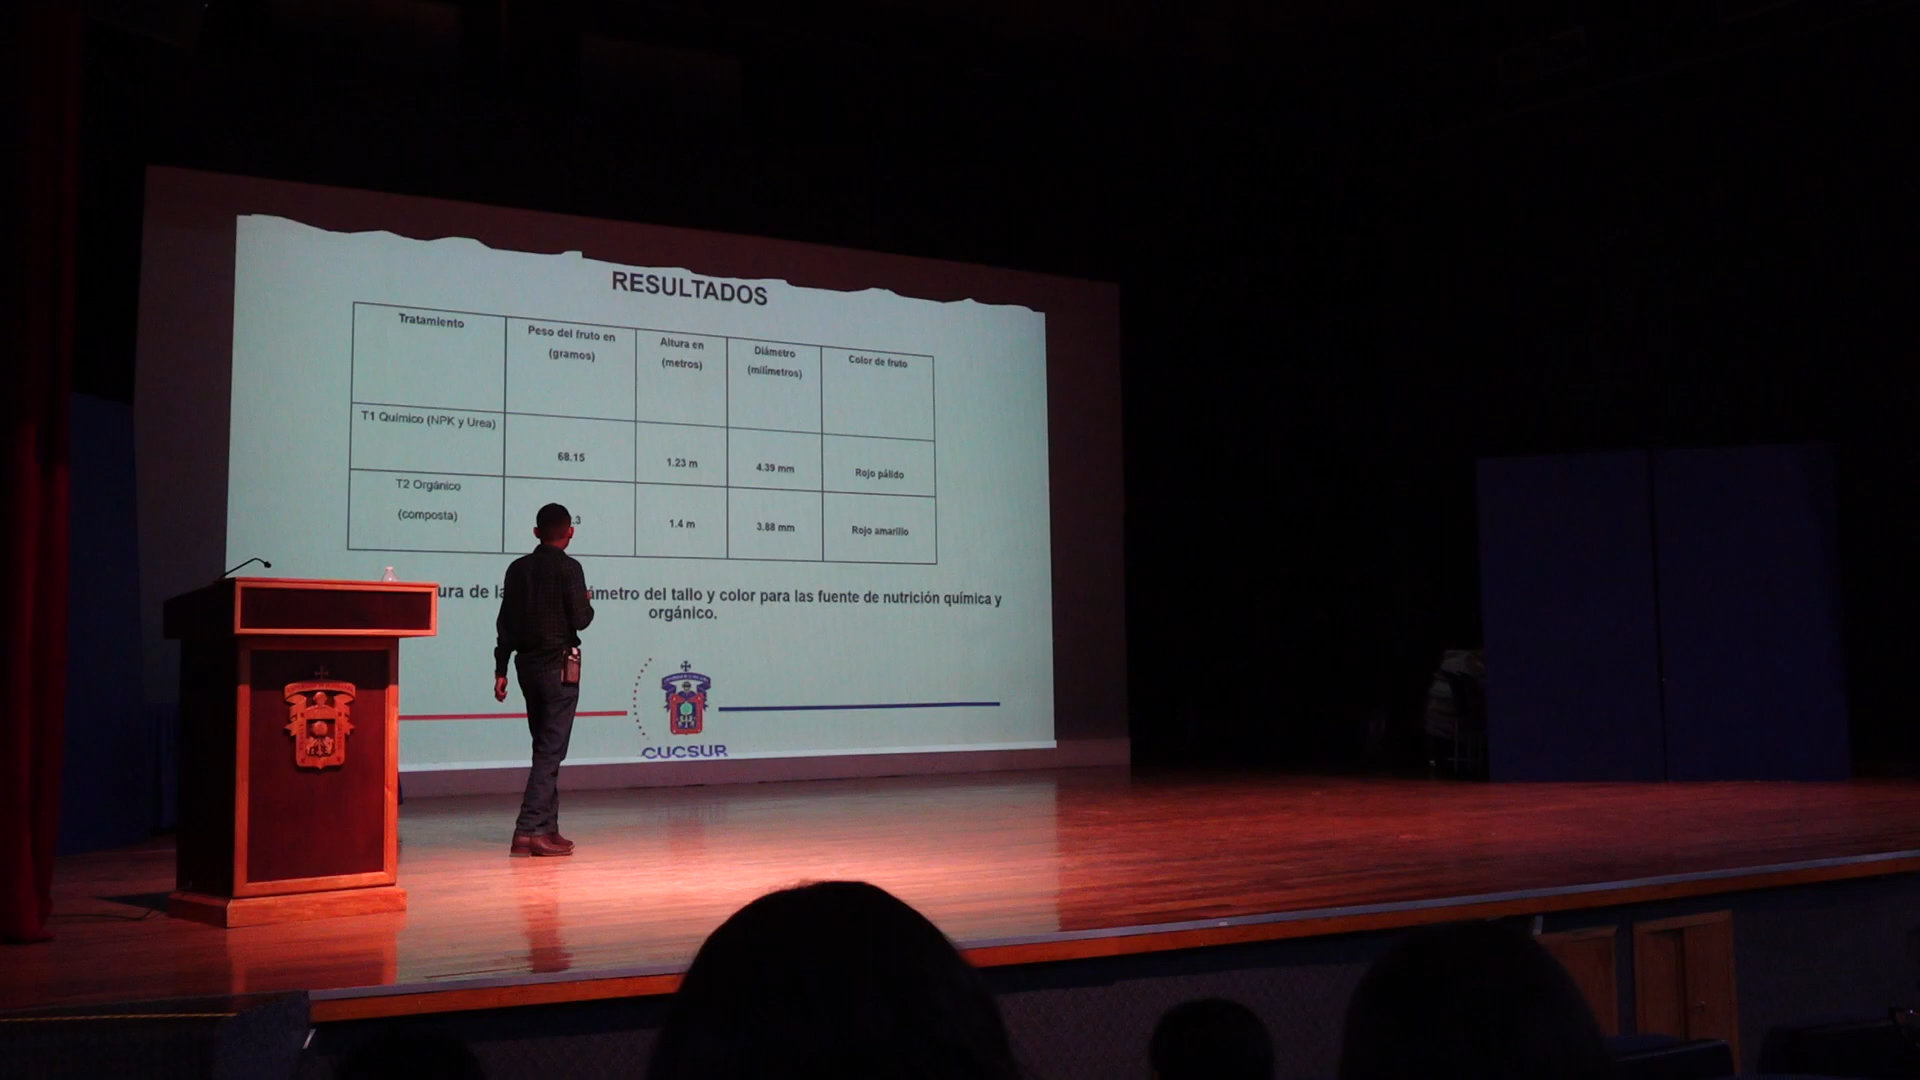 RESULTADOS
Tratamiento
Peso del fruto en
(gramos)
Altura en
(metros)
Diámetro
(milímetros)
Color de fruto
T1 Químico (NPK y Urea)
68.15
1.23 m
4.39 mm
Rojo pálido
T2 Orgánico
(composta)
.3
1.4 m
3.88 mm
Rojo amarillo
de la del tallo y color para las fuente de nutrición química y
orgánico.
CUCSUR